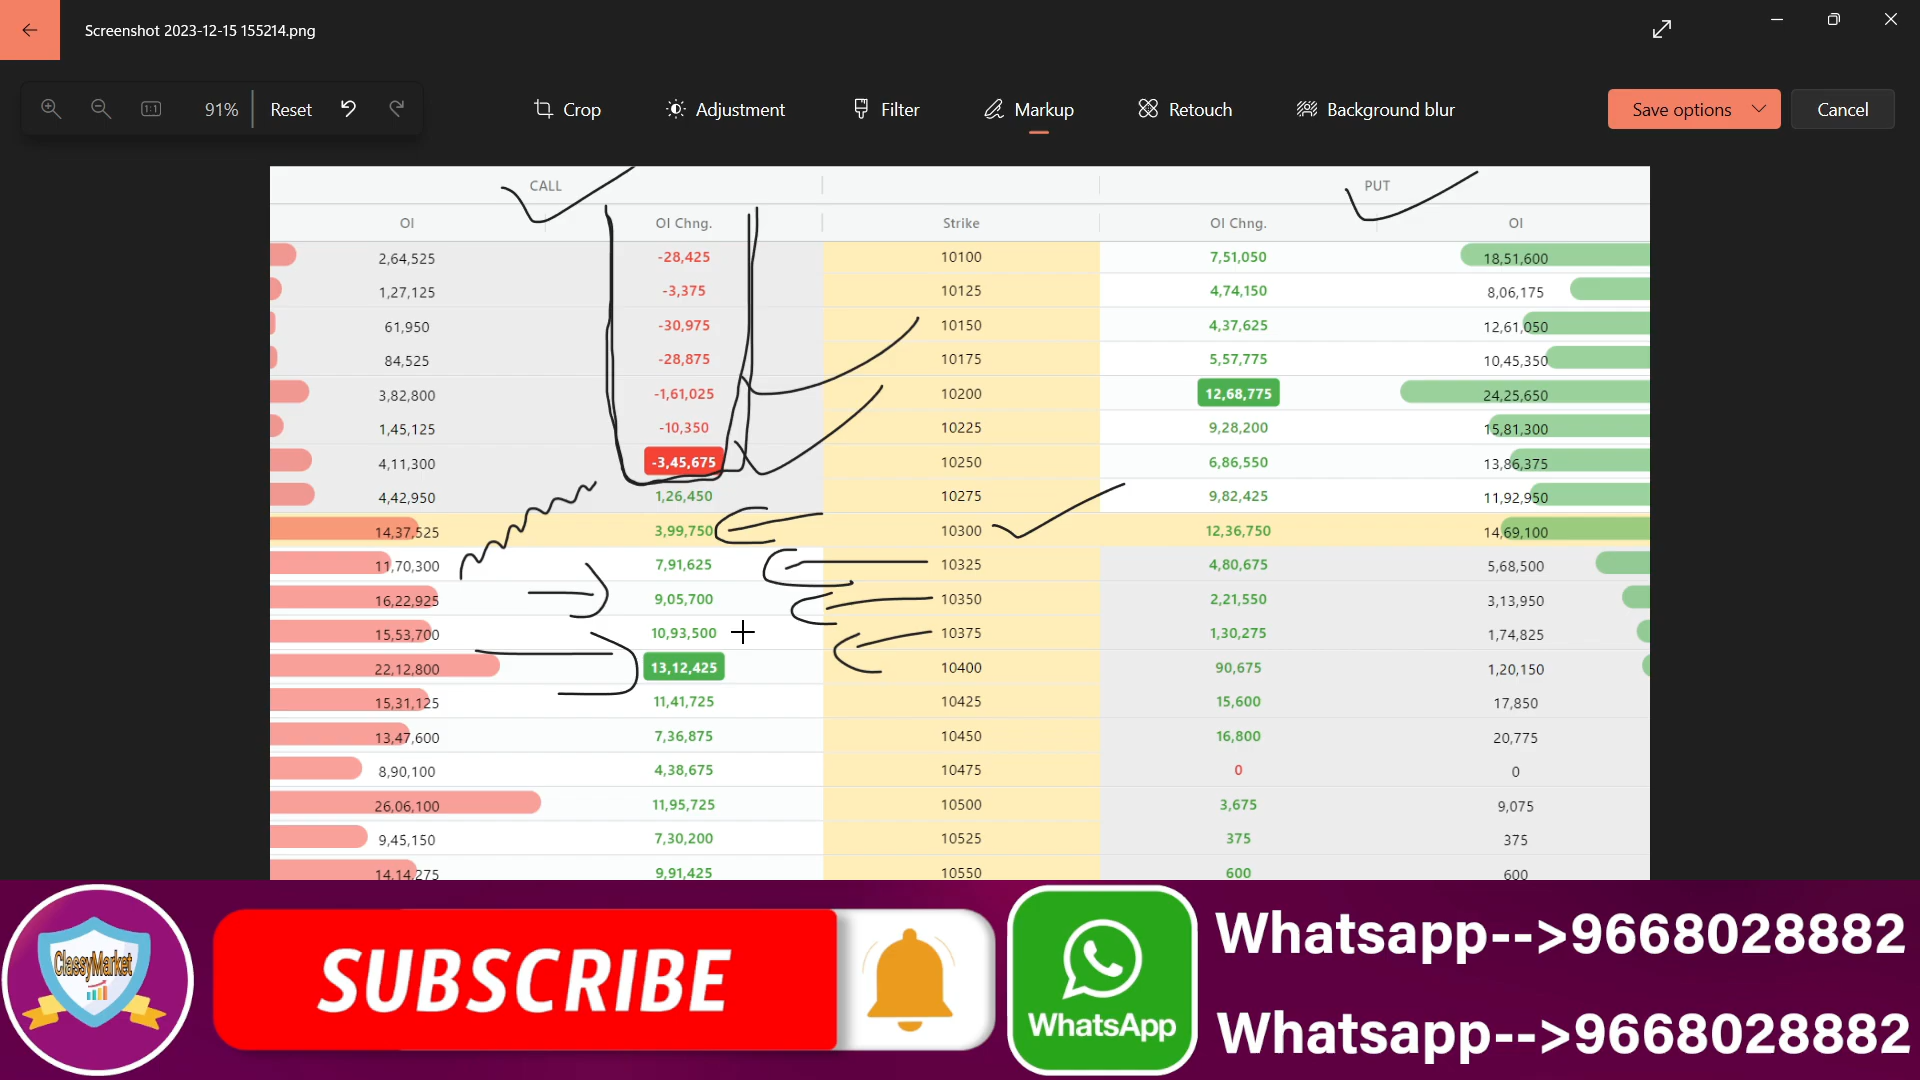 Screenshot 2023-12-15 155214.png
91% Reset Crop Adjustment Filter Markup Retouch Background blur Save options Cancel
CALL PUT
OI OI Chng. Strike OI Chng. OI
2,64,525 -28,425 10100 7,51,050 18,51,600
1,27,125 -3,375 10125 4,74,150 8,06,175
61,950 -30,975 10150 4,37,625 12,61,050
84,525 -28,875 10175 5,57,775 10,45,350
3,82,800 -1,61,025 10200 12,68,775 24,25,650
1,45,125 -10,350 10225 9,28,200 15,81,300
4,11,300 -3,45,675 10250 6,86,550 13,86,375
4,42,950 1,26,450 10275 9,82,425 11,92,950
14,37,525 3,99,750 10300 12,36,750 14,69,100
11,70,300 7,91,625 10325 4,80,675 5,68,500
16,22,925 9,05,700 10350 2,21,550 3,13,950
15,53,700 10,93,500 10375 1,30,275 1,74,825
22,12,800 13,12,425 10400 90,675 1,20,150
15,31,125 11,41,725 10425 15,600 17,850
13,47,600 7,36,875 10450 16,800 20,775
8,90,100 4,38,675 10475 0 0
26,06,100 11,95,725 10500 3,675 9,075
9,45,150 7,30,200 10525 375 375
14,14,275 9,91,425 10550 600 600
ClassyMarket
SUBSCRIBE
WhatsApp
Whatsapp-->9668028882
Whatsapp-->9668028882